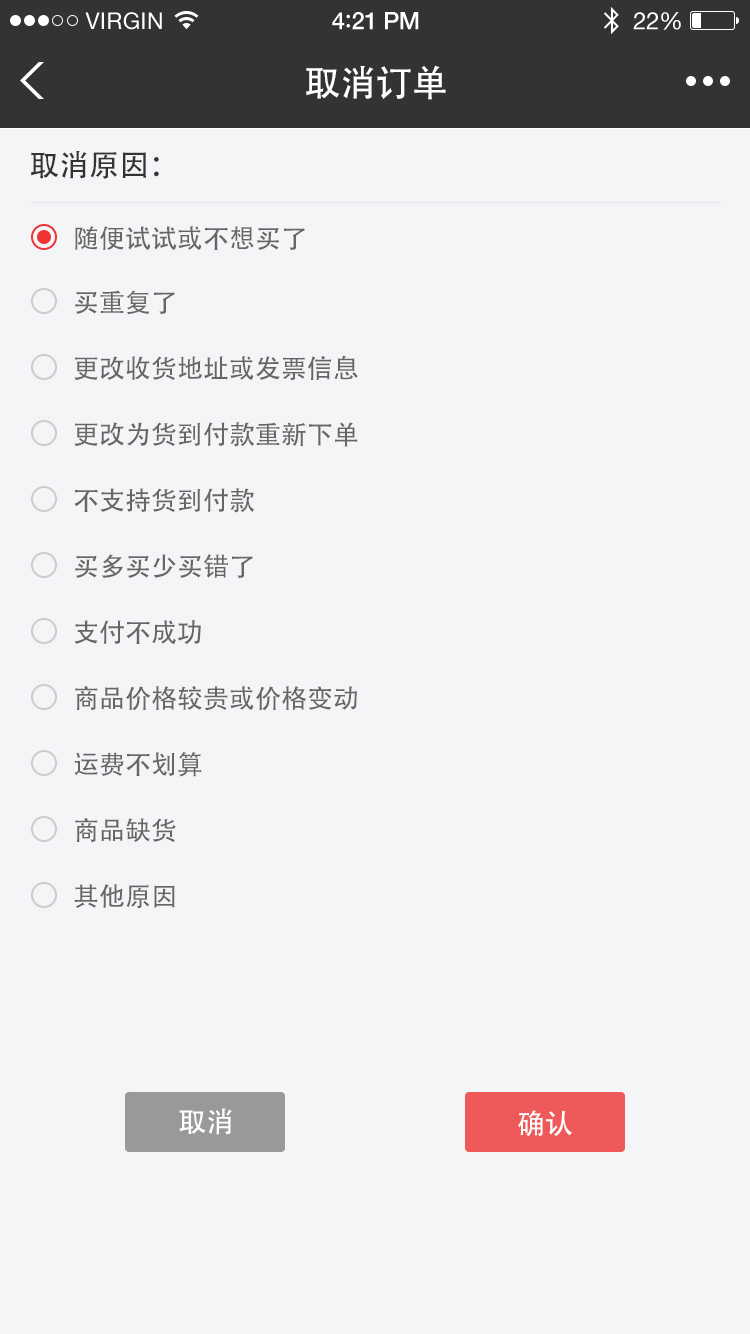 VIRGIN 4:21 PM 22%
取消订单
取消原因：
随便试试或不想买了
买重复了
更改收货地址或发票信息
更改为货到付款重新下单
不支持货到付款
买多买少买错了
支付不成功
商品价格较贵或价格变动
运费不划算
商品缺货
其他原因
取消 确认